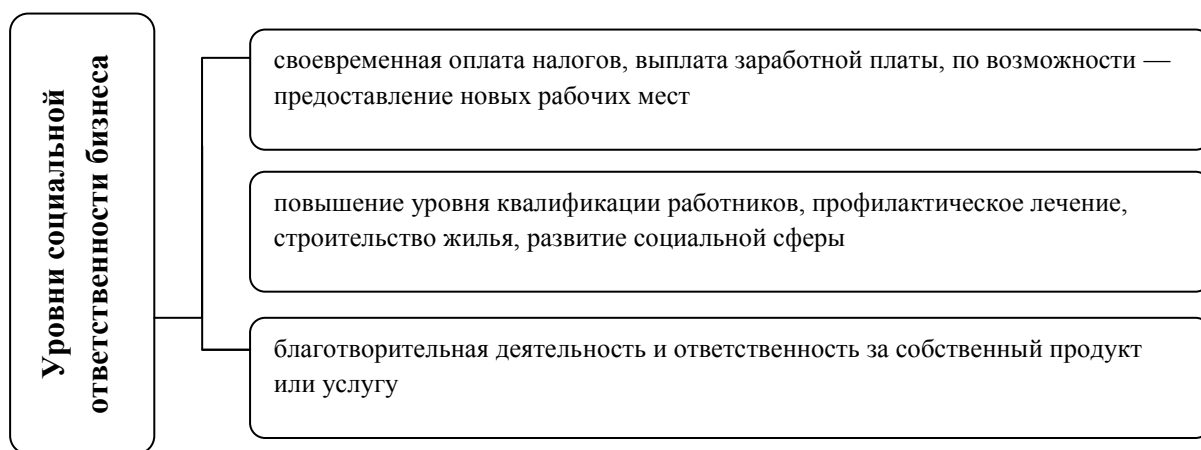 Уровни социальной
ответственности бизнеса
своевременная оплата налогов, выплата заработной платы, по возможности —
предоставление новых рабочих мест
повышение уровня квалификации работников, профилактическое лечение,
строительство жилья, развитие социальной сферы
благотворительная деятельность и ответственность за собственный продукт
или услугу